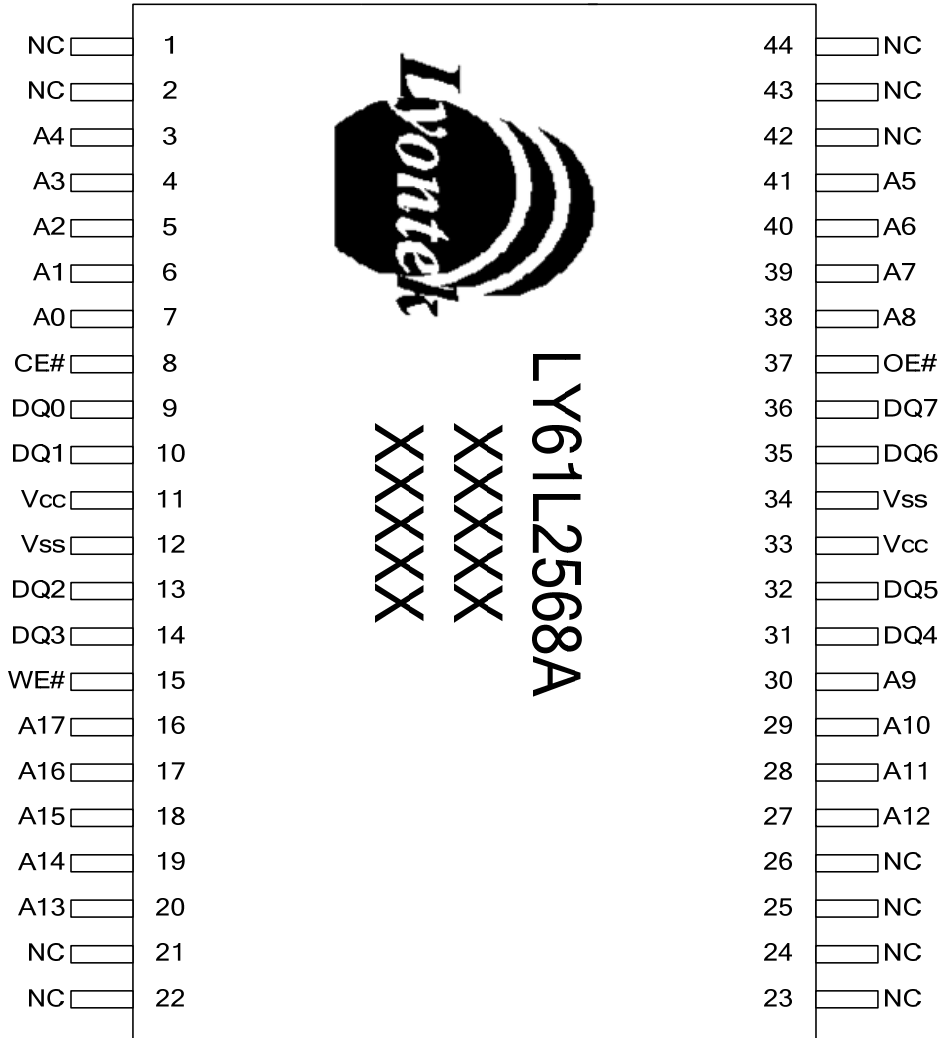 NC 1 44 NC
NC 2 43 NC
A4 3 42 NC
A3 4 41 A5
A2 5 40 A6
A1 6 39 A7
A0 7 38 A8
CE# 8 37 OE#
DQ0 9 36 DQ7
DQ1 10 35 DQ6
Vcc 11 34 Vss
Vss 12 33 Vcc
DQ2 13 32 DQ5
DQ3 14 31 DQ4
WE# 15 30 A9
A17 16 29 A10
A16 17 28 A11
A15 18 27 A12
A14 19 26 NC
A13 20 25 NC
NC 21 24 NC
NC 22 23 NC
Lyontek
LY61L2568A
XXXXX
XXXXX